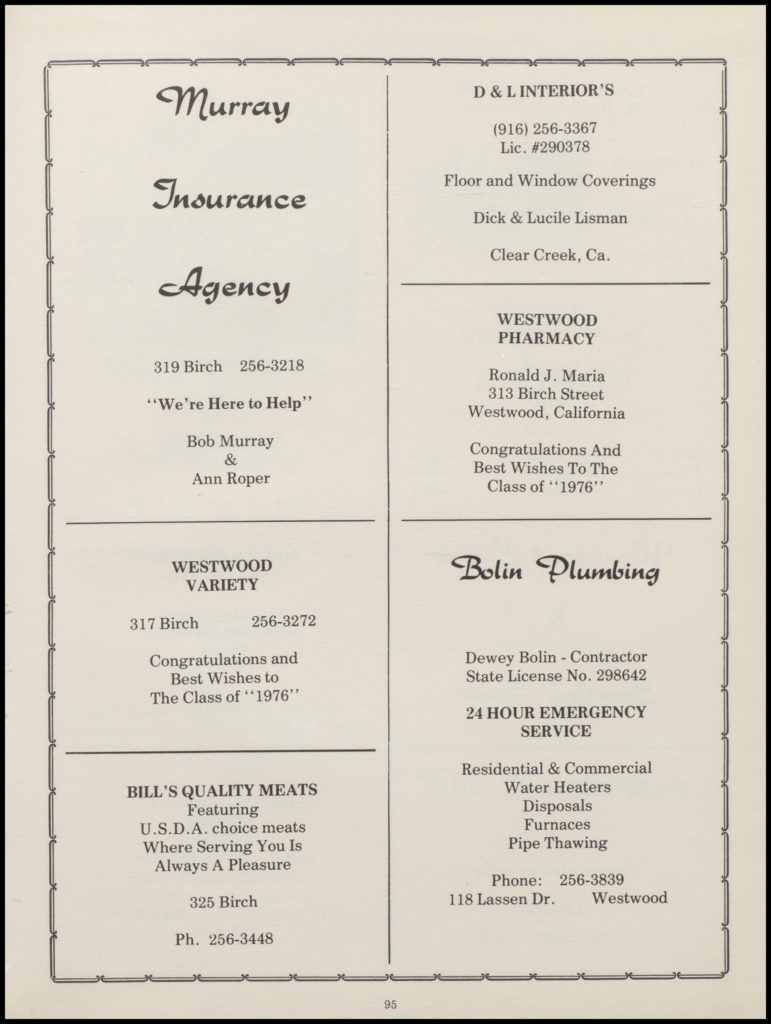 Murray
Insurance
Agency
319 Birch 256-3218
"We're Here to Help"
Bob Murray
&
Ann Roper
WESTWOOD
VARIETY
317 Birch 256-3272
Congratulations and
Best Wishes to
The Class of "1976"
BILL'S QUALITY MEATS
Featuring
U.S.D.A. choice meats
Where Serving You Is
Always A Pleasure
325 Birch
Ph. 256-3448
D & L INTERIOR'S
(916) 256-3367
Lic. #290378
Floor and Window Coverings
Dick & Lucile Lisman
Clear Creek, Ca.
WESTWOOD
PHARMACY
Ronald J. Maria
313 Birch Street
Westwood, California
Congratulations And
Best Wishes To The
Class of "1976"
Bolin Plumbing
Dewey Bolin - Contractor
State License No. 298642
24 HOUR EMERGENCY
SERVICE
Residential & Commercial
Water Heaters
Disposals
Furnaces
Pipe Thawing
Phone: 256-3839
118 Lassen Dr. Westwood
95